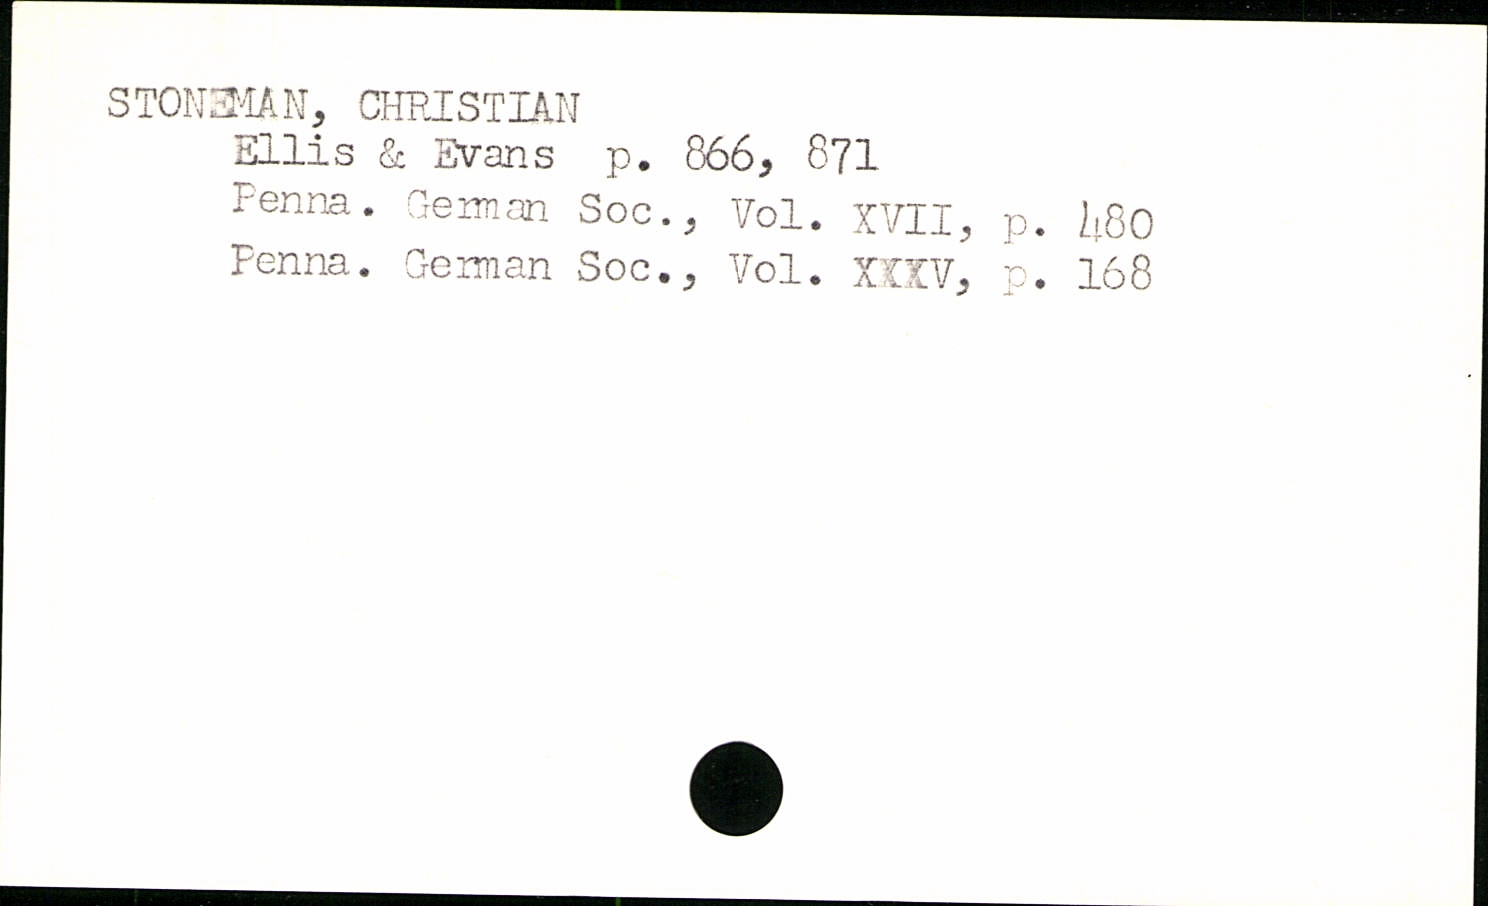 STONEMAN, CHRISTIAN
Ellis & Evans p. 866, 871
Penna. German Soc., Vol. XVII, p. 480
Penna. German Soc., Vol. XXXV, p. 168